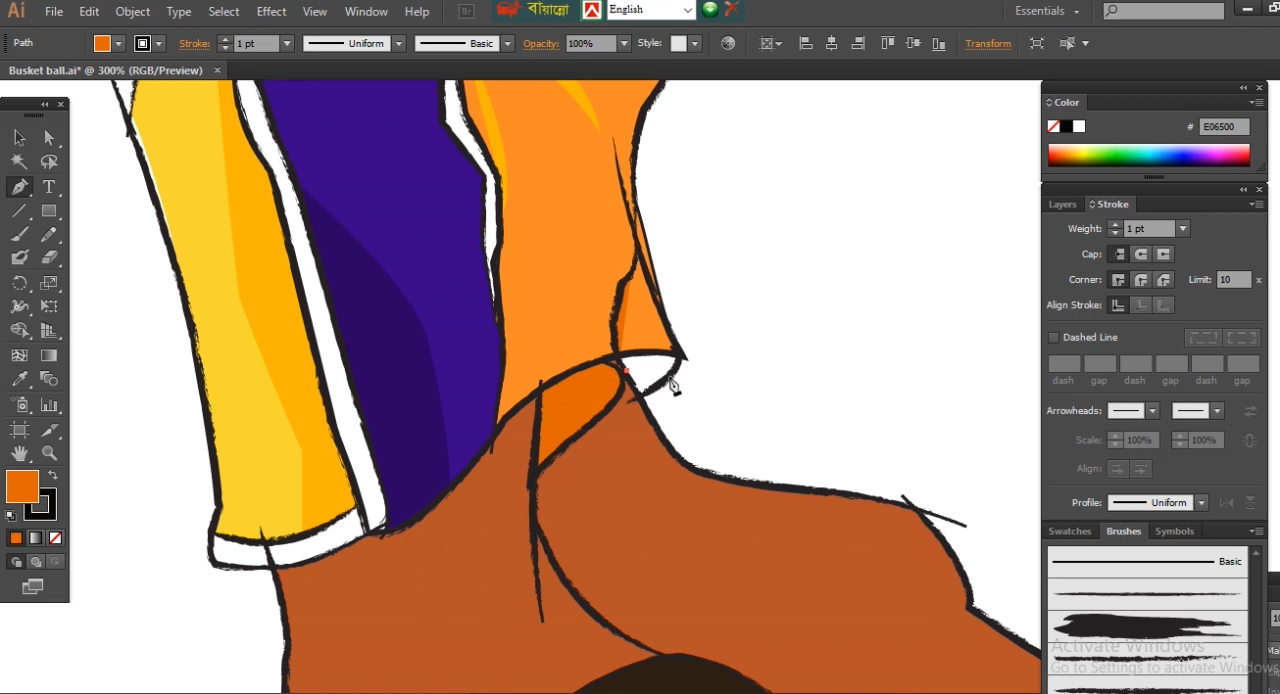 Ai File Edit Object Type Select Effect View Window Help Br বাঁয়ান্নো English Essentials
Path Stroke: 1 pt Uniform Basic Opacity: 100% Style: Transform
Busket ball.ai* @ 300% (RGB/Preview) ×
Color
# E06500
Layers Stroke
Weight: 1 pt
Cap:
Corner: Limit: 10 x
Align Stroke:
Dashed Line
dash gap dash gap dash gap
Arrowheads:
Scale: 100% 100%
Align:
Profile: Uniform
Swatches Brushes Symbols
Basic
Activate Windows
Go to Settings to activate Windows